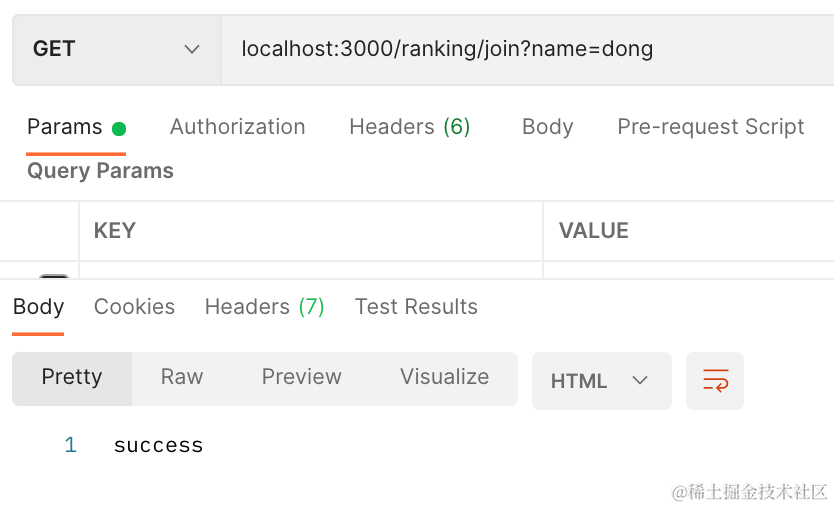 GET localhost:3000/ranking/join?name=dong
Params Authorization Headers (6) Body Pre-request Script
Query Params
KEY VALUE
Body Cookies Headers (7) Test Results
Pretty Raw Preview Visualize HTML
1 success
@稀土掘金技术社区